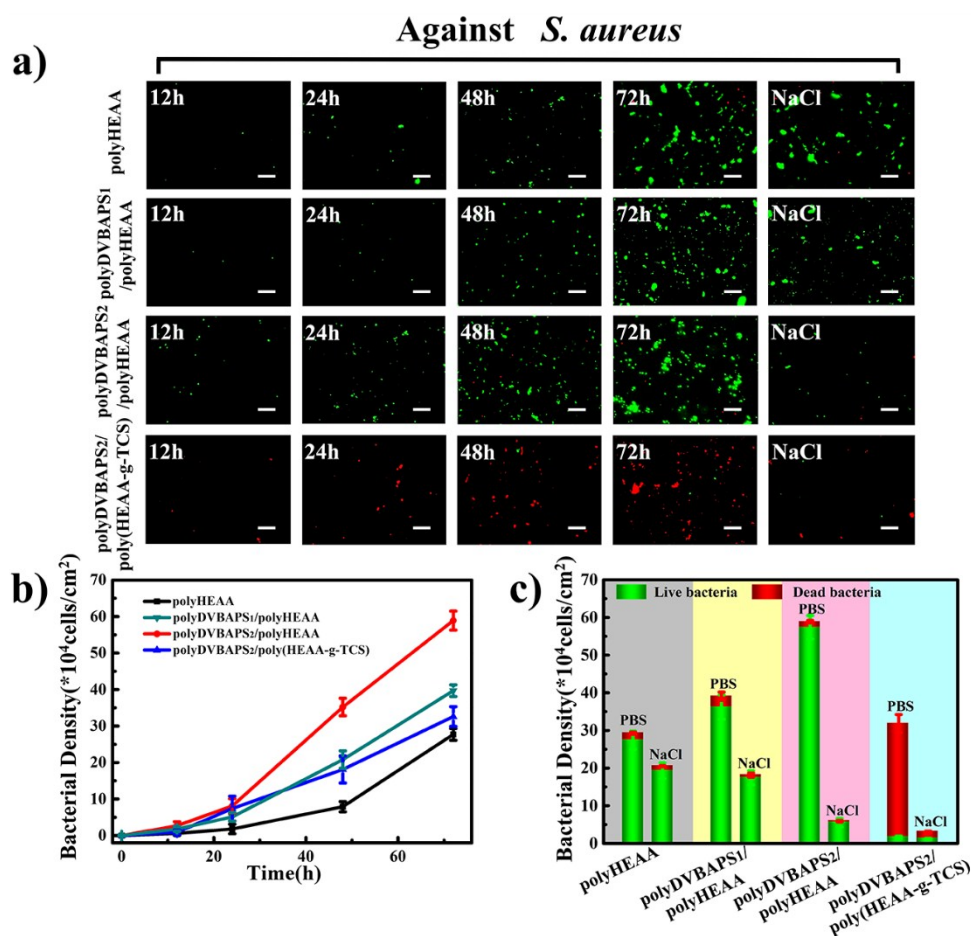 Against S. aureus
a)
polyHEAA
12h
24h
48h
72h
NaCl
polyDVBAPS1
/polyHEAA
12h
24h
48h
72h
NaCl
polyDVBAPS2
/polyHEAA
12h
24h
48h
72h
NaCl
polyDVBAPS2/
poly(HEAA-g-TCS)
12h
24h
48h
72h
NaCl
b)
Bacterial Density(*10⁴cells/cm²)
70
60
50
40
30
20
10
0
polyHEAA
polyDVBAPS₁/polyHEAA
polyDVBAPS₂/polyHEAA
polyDVBAPS₂/poly(HEAA-g-TCS)
0
20
40
60
Time(h)
c)
Bacterial Density(*10⁴cells/cm²)
70
60
50
40
30
20
10
0
Live bacteria
Dead bacteria
PBS
NaCl
PBS
NaCl
PBS
NaCl
PBS
NaCl
polyHEAA
polyDVBAPS₁/
polyHEAA
polyDVBAPS₂/
polyHEAA
polyDVBAPS₂/
poly(HEAA-g-TCS)